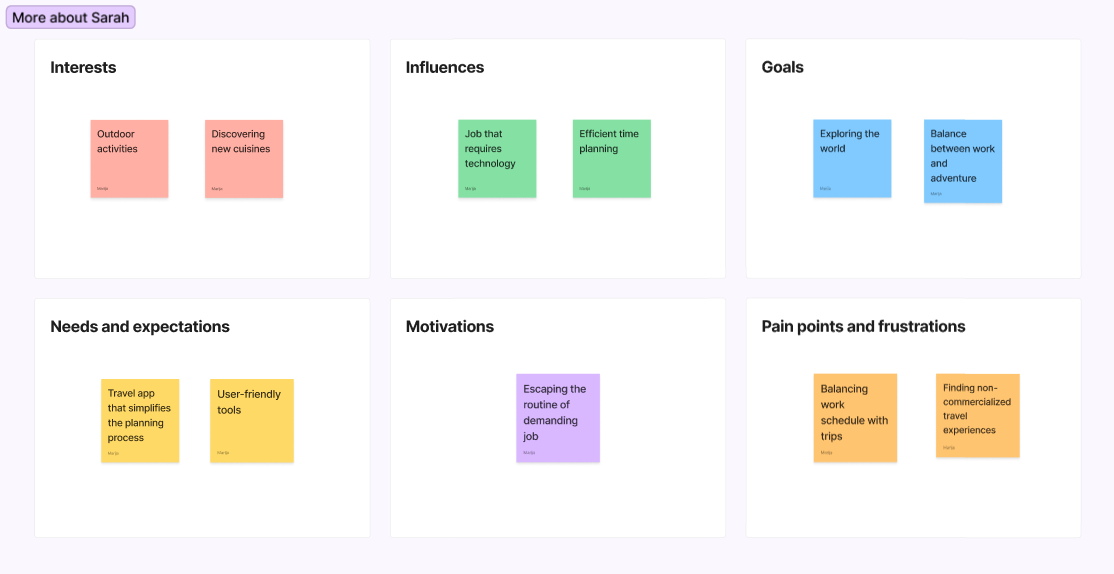 More about Sarah
Interests
Outdoor
activities
Marija
Discovering
new cuisines
Marija
Influences
Job that
requires
technology
Marija
Efficient time
planning
Marija
Goals
Exploring the
world
Marija
Balance
between work
and
adventure
Marija
Needs and expectations
Travel app
that simplifies
the planning
process
Marija
User-friendly
tools
Marija
Motivations
Escaping the
routine of
demanding
job
Marija
Pain points and frustrations
Balancing
work
schedule with
trips
Marija
Finding non-
commercialized
travel
experiences
Marija